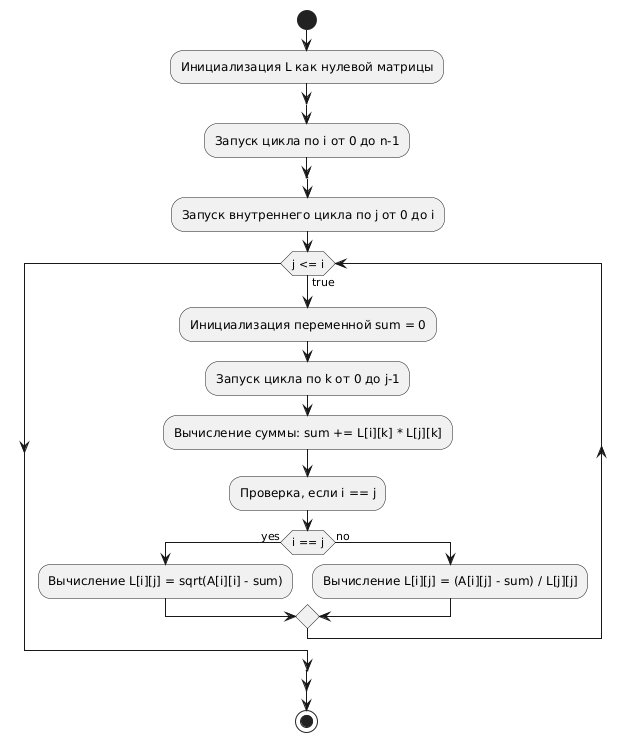 Инициализация L как нулевой матрицы
Запуск цикла по i от 0 до n-1
Запуск внутреннего цикла по j от 0 до i
j <= i
true
Инициализация переменной sum = 0
Запуск цикла по k от 0 до j-1
Вычисление суммы: sum += L[i][k] * L[j][k]
Проверка, если i == j
yes
i == j
no
Вычисление L[i][j] = sqrt(A[i][i] - sum)
Вычисление L[i][j] = (A[i][j] - sum) / L[j][j]